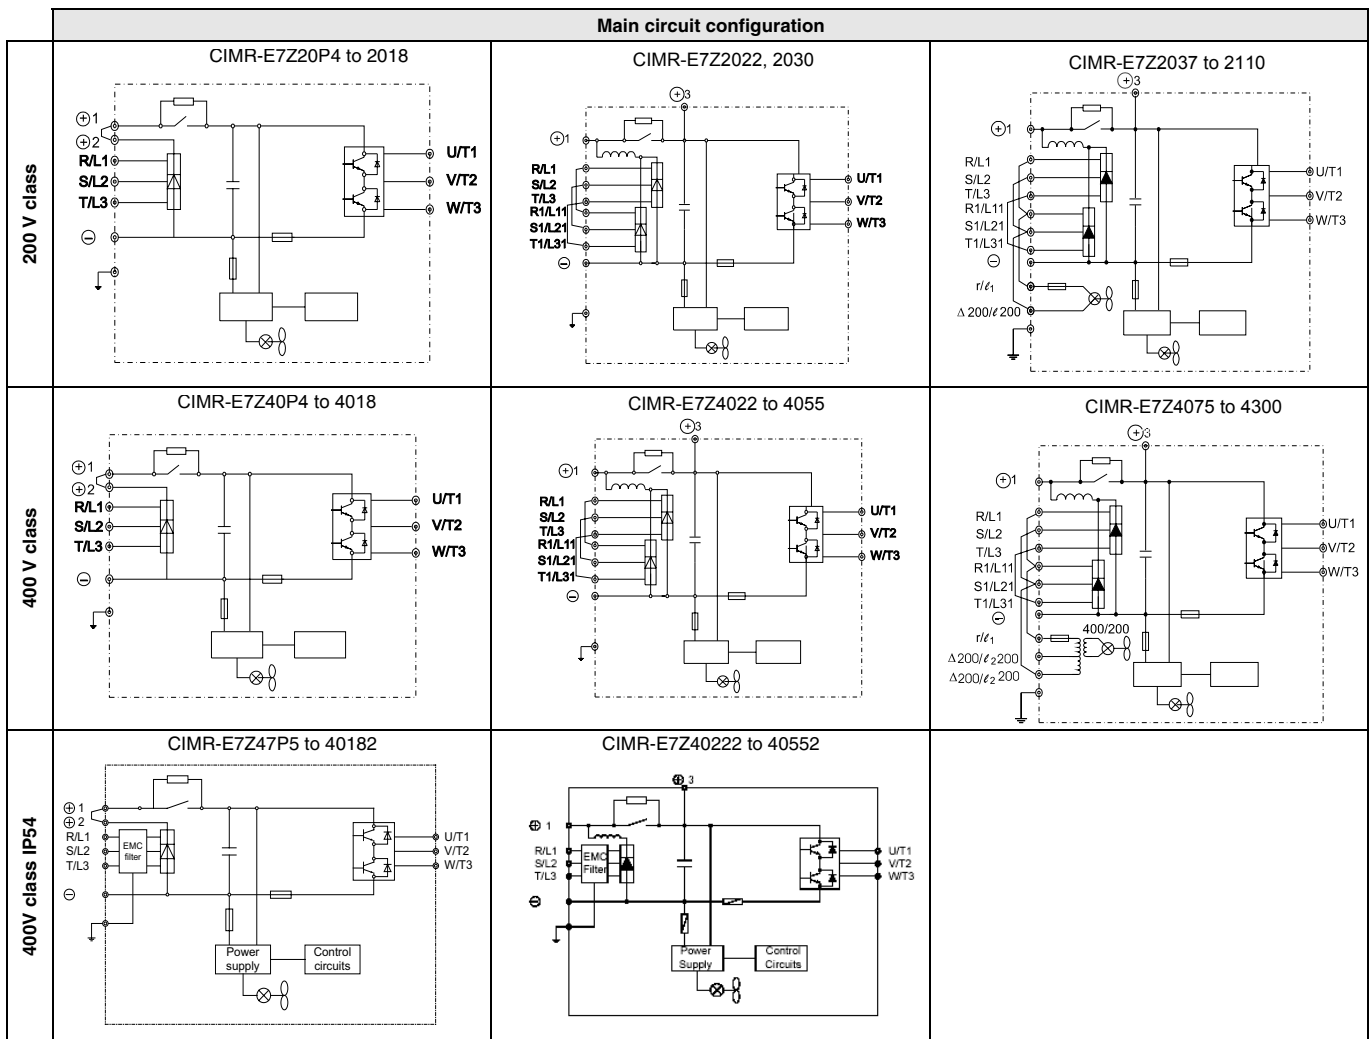 Main circuit configuration
200 V class
CIMR-E7Z20P4 to 2018
⊕1
⊕2
R/L1
S/L2
T/L3
⊖
U/T1
V/T2
W/T3
CIMR-E7Z2022, 2030
⊕3
⊕1
R/L1
S/L2
T/L3
R1/L11
S1/L21
T1/L31
⊖
U/T1
V/T2
W/T3
CIMR-E7Z2037 to 2110
⊕3
⊕1
R/L1
S/L2
T/L3
R1/L11
S1/L21
T1/L31
⊖
r/ℓ1
Δ200/ℓ200
U/T1
V/T2
W/T3
400 V class
CIMR-E7Z40P4 to 4018
⊕1
⊕2
R/L1
S/L2
T/L3
⊖
U/T1
V/T2
W/T3
CIMR-E7Z4022 to 4055
⊕3
⊕1
R/L1
S/L2
T/L3
R1/L11
S1/L21
T1/L31
⊖
U/T1
V/T2
W/T3
CIMR-E7Z4075 to 4300
⊕3
⊕1
R/L1
S/L2
T/L3
R1/L11
S1/L21
T1/L31
⊖
r/ℓ1
Δ200/ℓ2200
Δ200/ℓ2 200
400/200
U/T1
V/T2
W/T3
400V class IP54
CIMR-E7Z47P5 to 40182
⊕ 1
⊕ 2
R/L1
S/L2
T/L3
EMC
filter
⊖
Power
supply
Control
circuits
U/T1
V/T2
W/T3
CIMR-E7Z40222 to 40552
⊕ 3
⊕ 1
R/L1
S/L2
T/L3
EMC
Filter
⊖
Power
Supply
Control
Circuits
U/T1
V/T2
W/T3